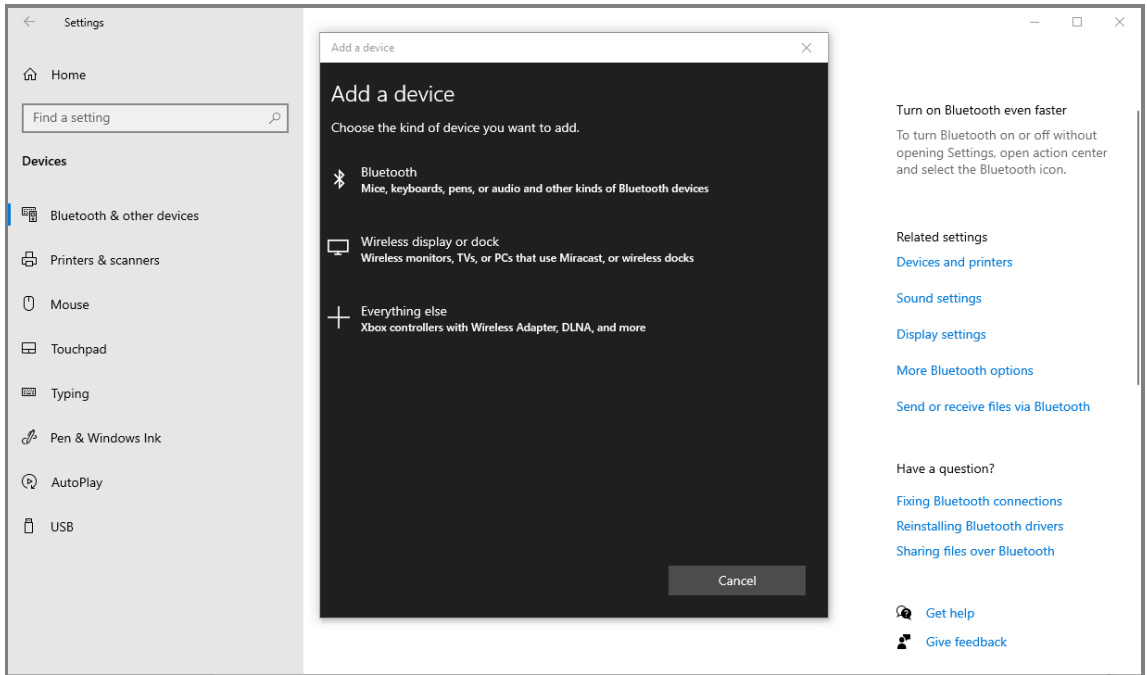 Settings
Home
Find a setting
Devices
Bluetooth & other devices
Printers & scanners
Mouse
Touchpad
Typing
Pen & Windows Ink
AutoPlay
USB
Add a device
Add a device
Choose the kind of device you want to add.
Bluetooth
Mice, keyboards, pens, or audio and other kinds of Bluetooth devices
Wireless display or dock
Wireless monitors, TVs, or PCs that use Miracast, or wireless docks
Everything else
Xbox controllers with Wireless Adapter, DLNA, and more
Cancel
Turn on Bluetooth even faster
To turn Bluetooth on or off without
opening Settings, open action center
and select the Bluetooth icon.
Related settings
Devices and printers
Sound settings
Display settings
More Bluetooth options
Send or receive files via Bluetooth
Have a question?
Fixing Bluetooth connections
Reinstalling Bluetooth drivers
Sharing files over Bluetooth
Get help
Give feedback